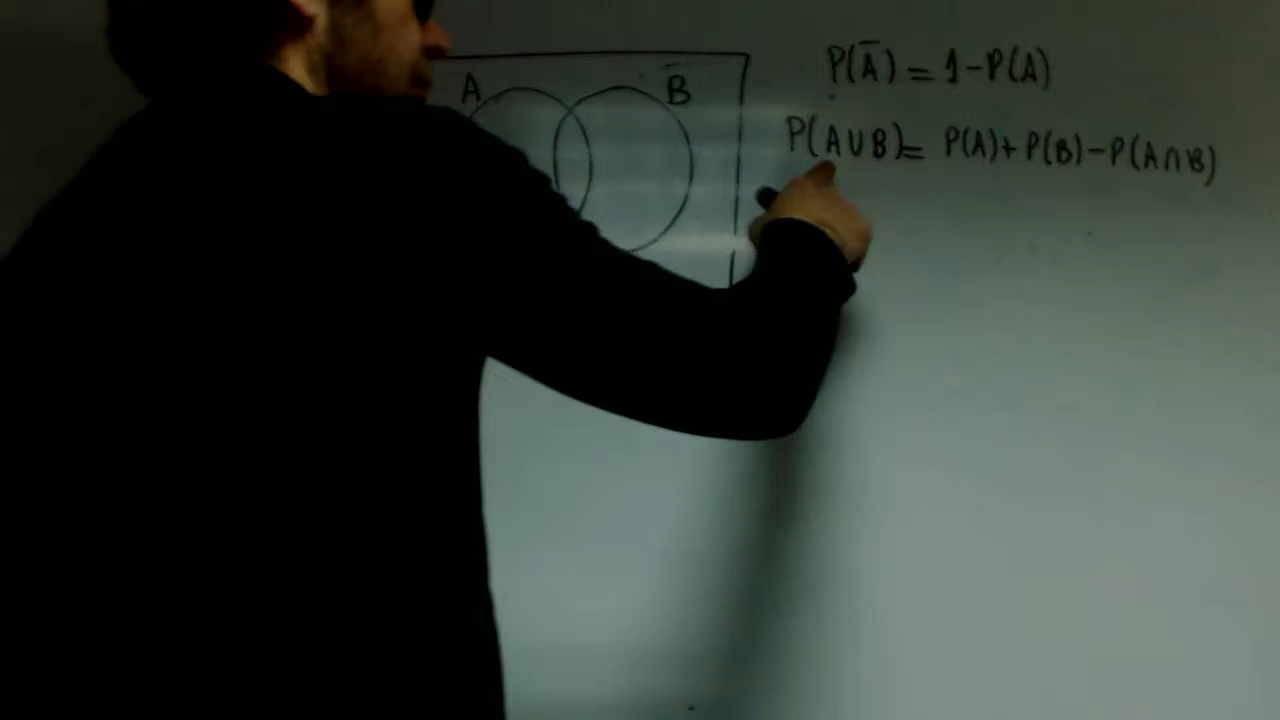 A
B
P(Ā) = 1-P(A)
P(A∪B)= P(A)+P(B)-P(A∩B)